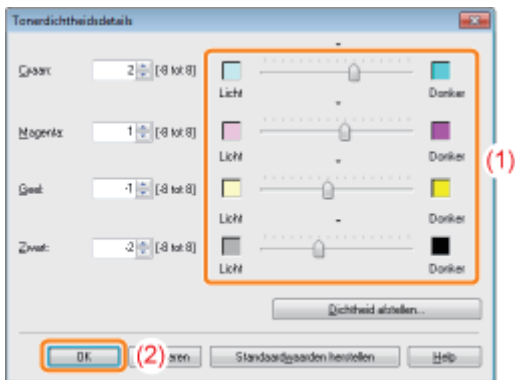 Tonerdichtheidsdetails
Cyaan: 2 [-8 tot 8]
Licht Donker
Magenta: 1 [-8 tot 8]
Licht Donker
(1)
Geel: -1 [-8 tot 8]
Licht Donker
Zwart: -2 [-8 tot 8]
Licht Donker
Dichtheid afstellen...
OK (2) aren Standaardwaarden herstellen Help